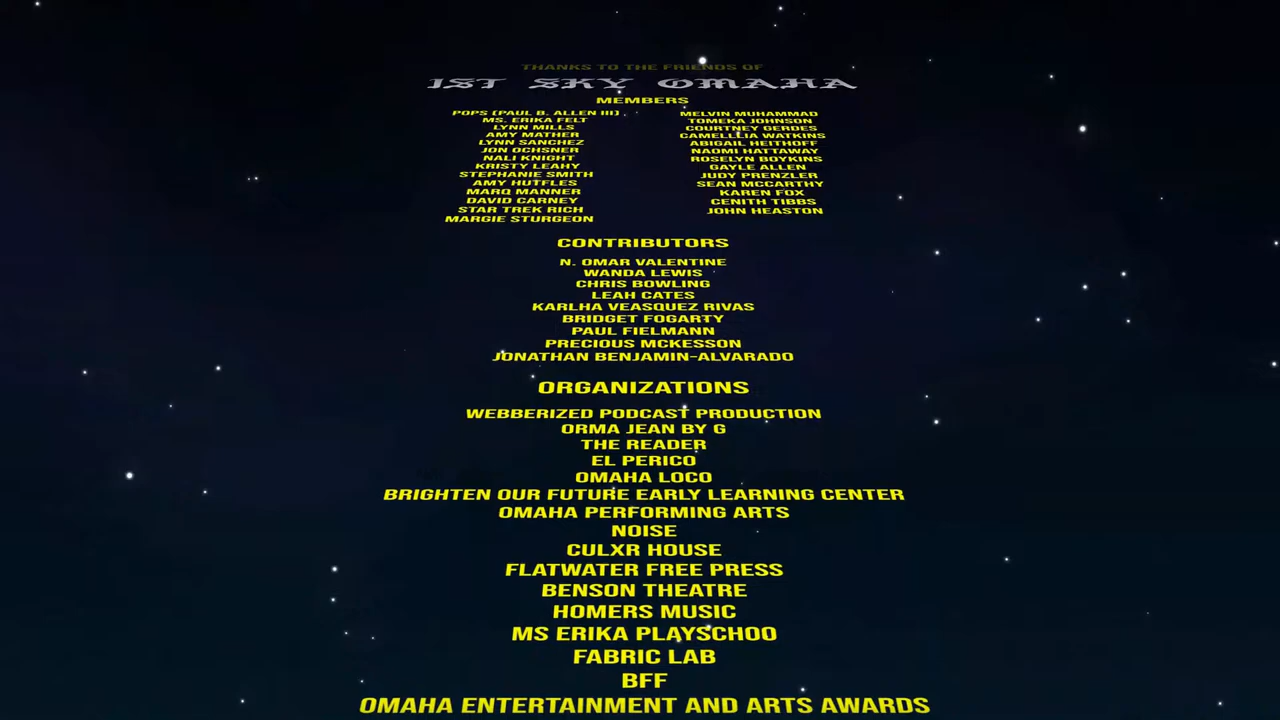 THANKS TO THE FRIENDS OF
1ST SKY OMAHA
MEMBERS
POPS (PAUL B. ALLEN III)
MS. ERIKA FELT
LYNN MILLS
AMY MATHER
LYNN SANCHEZ
JON OCHSNER
NALI KNIGHT
KRISTY LEAHY
STEPHANIE SMITH
AMY HUTFLES
MARQ MANNER
DAVID CARNEY
STAR TREK RICH
MARGIE STURGEON
MELVIN MUHAMMAD
TOMEKA JOHNSON
COURTNEY GERDES
CAMELLLIA WATKINS
ABIGAIL HEITHOFF
NAOMI HATTAWAY
ROSELYN BOYKINS
GAYLE ALLEN
JUDY PRENZLER
SEAN MCCARTHY
KAREN FOX
CENITH TIBBS
JOHN HEASTON
CONTRIBUTORS
N. OMAR VALENTINE
WANDA LEWIS
CHRIS BOWLING
LEAH CATES
KARLHA VEASQUEZ RIVAS
BRIDGET FOGARTY
PAUL FIELMANN
PRECIOUS MCKESSON
JONATHAN BENJAMIN-ALVARADO
ORGANIZATIONS
WEBBERIZED PODCAST PRODUCTION
ORMA JEAN BY G
THE READER
EL PERICO
OMAHA LOCO
BRIGHTEN OUR FUTURE EARLY LEARNING CENTER
OMAHA PERFORMING ARTS
NOISE
CULXR HOUSE
FLATWATER FREE PRESS
BENSON THEATRE
HOMERS MUSIC
MS ERIKA PLAYSCHOO
FABRIC LAB
BFF
OMAHA ENTERTAINMENT AND ARTS AWARDS